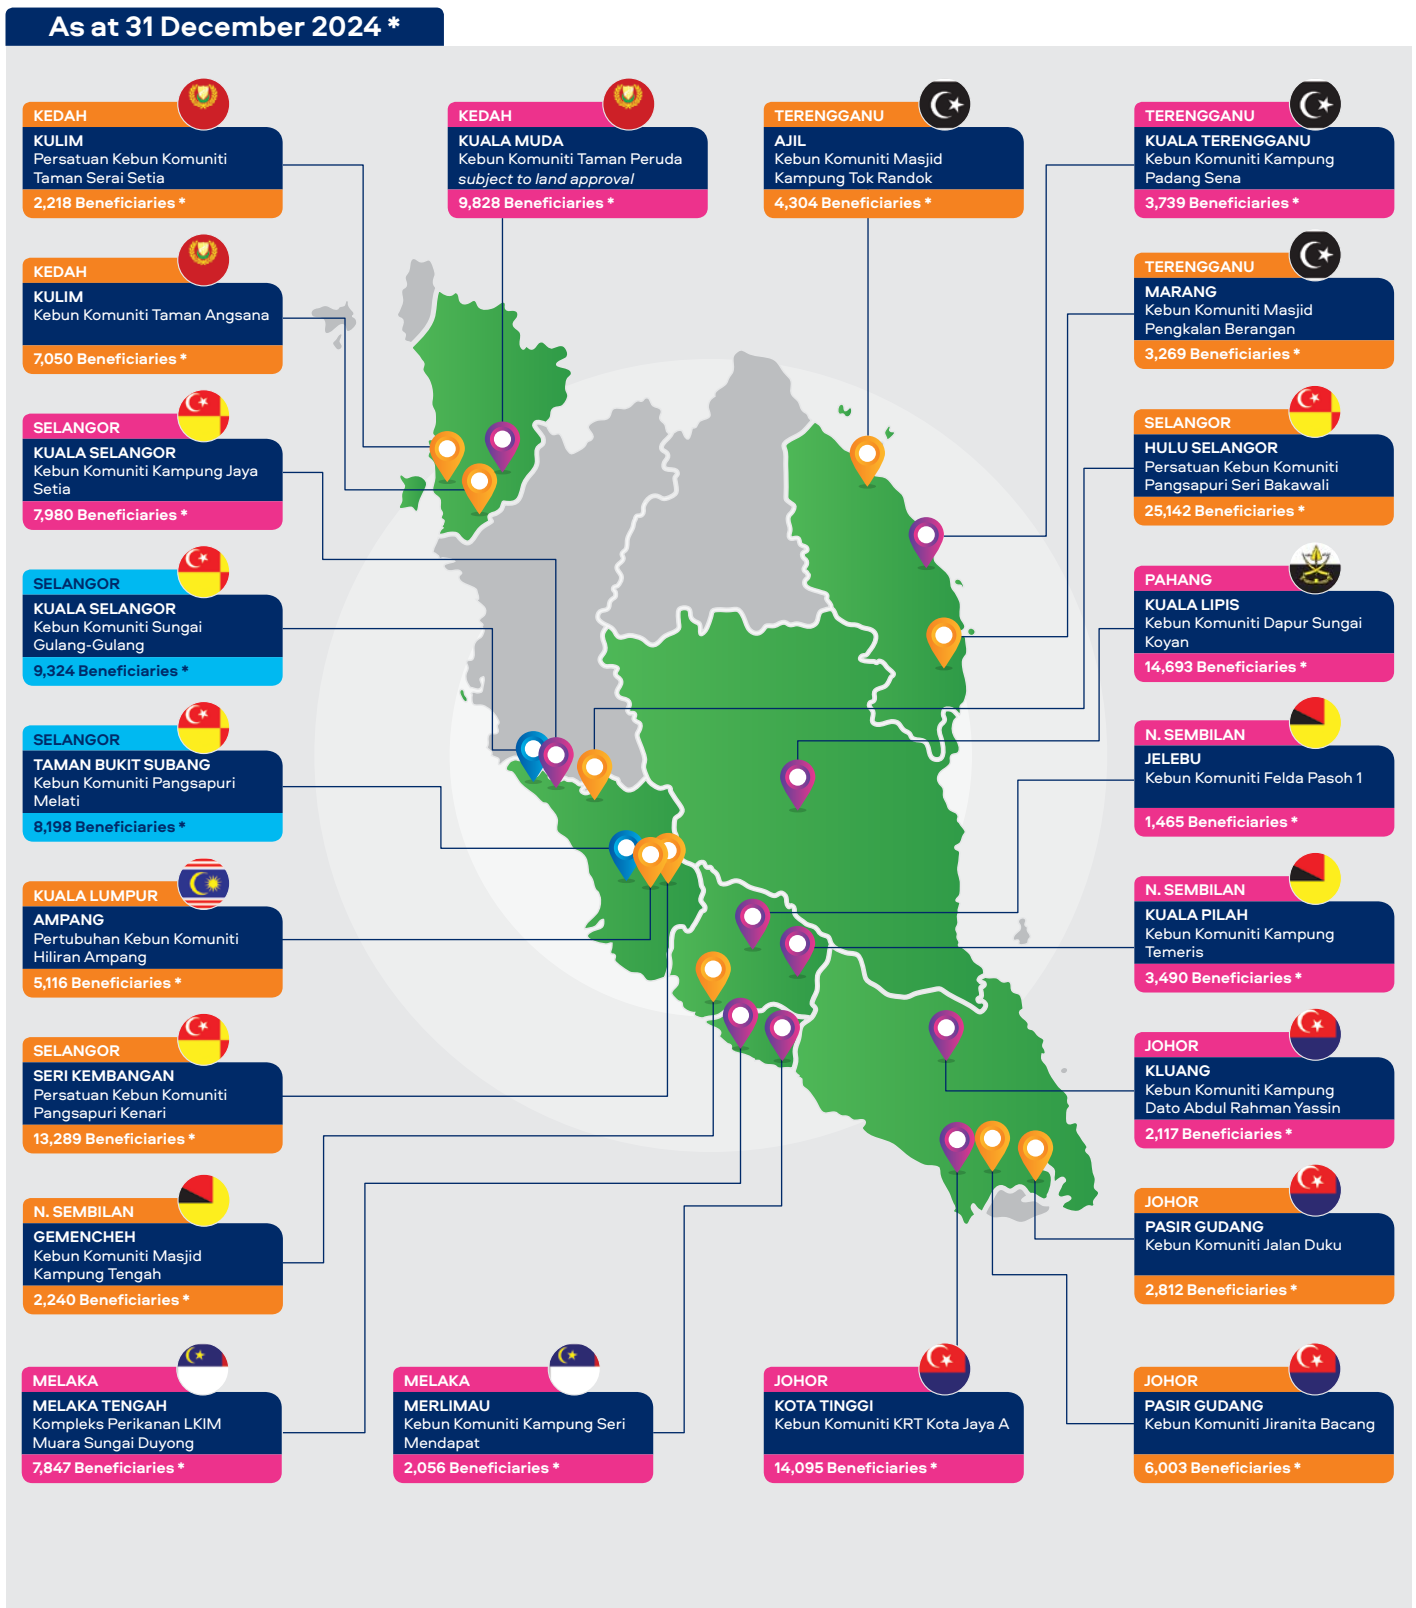 As at 31 December 2024 *
KEDAH
KULIM
Persatuan Kebun Komuniti
Taman Serai Setia
2,218 Beneficiaries *
KEDAH
KUALA MUDA
Kebun Komuniti Taman Peruda
subject to land approval
9,828 Beneficiaries *
TERENGGANU
AJIL
Kebun Komuniti Masjid
Kampung Tok Randok
4,304 Beneficiaries *
TERENGGANU
KUALA TERENGGANU
Kebun Komuniti Kampung
Padang Sena
3,739 Beneficiaries *
KEDAH
KULIM
Kebun Komuniti Taman Angsana
7,050 Beneficiaries *
TERENGGANU
MARANG
Kebun Komuniti Masjid
Pengkalan Berangan
3,269 Beneficiaries *
SELANGOR
KUALA SELANGOR
Kebun Komuniti Kampung Jaya
Setia
7,980 Beneficiaries *
SELANGOR
HULU SELANGOR
Persatuan Kebun Komuniti
Pangsapuri Seri Bakawali
25,142 Beneficiaries *
SELANGOR
KUALA SELANGOR
Kebun Komuniti Sungai
Gulang-Gulang
9,324 Beneficiaries *
PAHANG
KUALA LIPIS
Kebun Komuniti Dapur Sungai
Koyan
14,693 Beneficiaries *
SELANGOR
TAMAN BUKIT SUBANG
Kebun Komuniti Pangsapuri
Melati
8,198 Beneficiaries *
N. SEMBILAN
JELEBU
Kebun Komuniti Felda Pasoh 1
1,465 Beneficiaries *
KUALA LUMPUR
AMPANG
Pertubuhan Kebun Komuniti
Hiliran Ampang
5,116 Beneficiaries *
N. SEMBILAN
KUALA PILAH
Kebun Komuniti Kampung
Temeris
3,490 Beneficiaries *
SELANGOR
SERI KEMBANGAN
Persatuan Kebun Komuniti
Pangsapuri Kenari
13,289 Beneficiaries *
JOHOR
KLUANG
Kebun Komuniti Kampung
Dato Abdul Rahman Yassin
2,117 Beneficiaries *
N. SEMBILAN
GEMENCHEH
Kebun Komuniti Masjid
Kampung Tengah
2,240 Beneficiaries *
JOHOR
PASIR GUDANG
Kebun Komuniti Jalan Duku
2,812 Beneficiaries *
MELAKA
MELAKA TENGAH
Kompleks Perikanan LKIM
Muara Sungai Duyong
7,847 Beneficiaries *
MELAKA
MERLIMAU
Kebun Komuniti Kampung Seri
Mendapat
2,056 Beneficiaries *
JOHOR
KOTA TINGGI
Kebun Komuniti KRT Kota Jaya A
14,095 Beneficiaries *
JOHOR
PASIR GUDANG
Kebun Komuniti Jiranita Bacang
6,003 Beneficiaries *